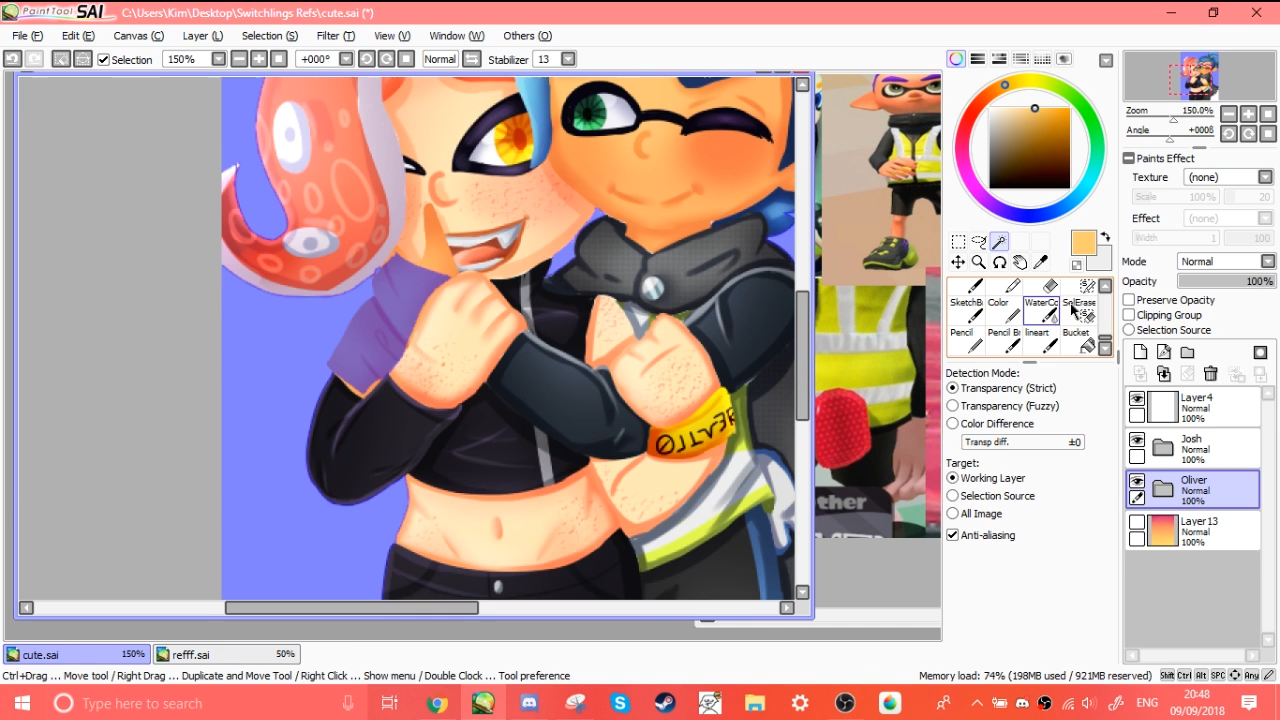 PaintTool SAI C:\Users\Kim\Desktop\Switchlings Refs\cute.sai (*)
File (F) Edit (E) Canvas (C) Layer (L) Selection (S) Filter (T) View (V) Window (W) Others (O)
Selection 150% +000° Normal Stabilizer 13
Zoom 150.0%
Angle +000ß
Paints Effect
Texture (none)
Scale 100% 20
Effect (none)
Width 1 100
Mode Normal
Opacity 100%
Preserve Opacity
Clipping Group
Selection Source
SketchB Color WaterCo SelErase
Pencil Pencil Br lineart Bucket
Detection Mode:
Transparency (Strict)
Transparency (Fuzzy)
Color Difference
Transp diff. ±0
Target:
Working Layer
Selection Source
All Image
Anti-aliasing
Layer4
Normal
100%
Josh
Normal
100%
Oliver
Normal
100%
Layer13
Normal
100%
ther
cute.sai 150% refff.sai 50%
Ctrl+Drag ... Move tool / Right Drag ... Duplicate and Move Tool / Right Click ... Show menu / Double Click ... Tool preference
Memory load: 74% (198MB used / 921MB reserved) Shift Ctrl Alt SPC Any
Type here to search
ENG
20:48
09/09/2018